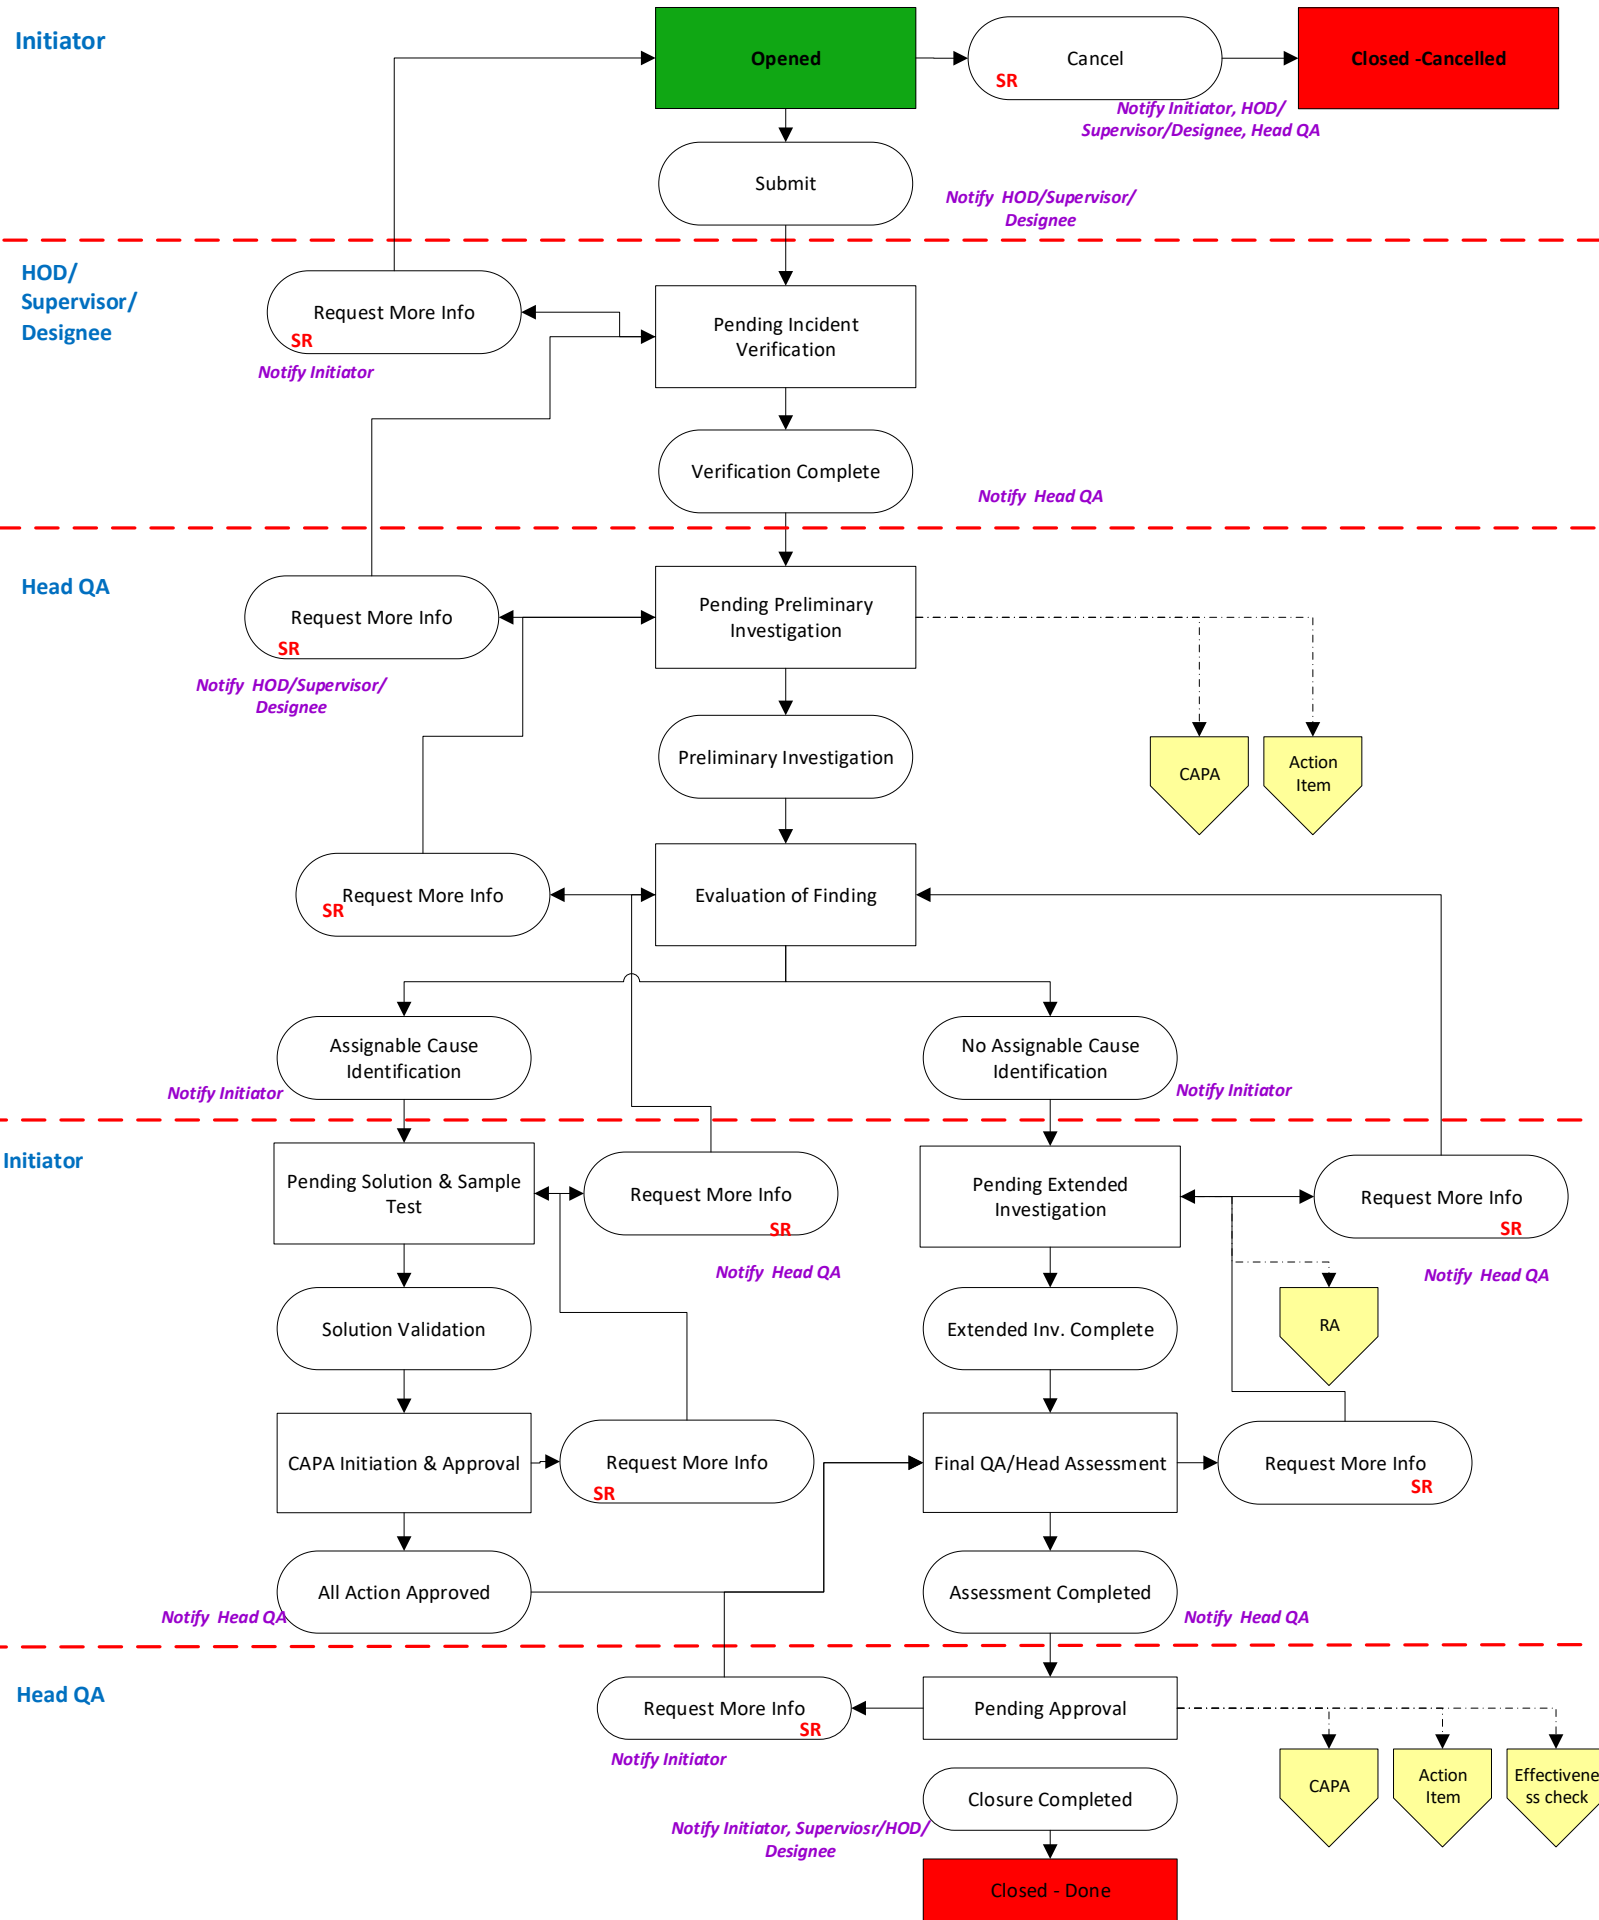 Initiator
Opened
Cancel
SR
Closed -Cancelled
Notify Initiator, HOD/
Supervisor/Designee, Head QA
Submit
Notify  HOD/Supervisor/
Designee
HOD/
Supervisor/
Designee
Request More Info
SR
Notify Initiator
Pending Incident
Verification
Verification Complete
Notify  Head QA
Head QA
Request More Info
SR
Notify  HOD/Supervisor/
Designee
Pending Preliminary
Investigation
Preliminary Investigation
CAPA
Action
Item
Request More Info
SR
Evaluation of Finding
Assignable Cause
Identification
Notify Initiator
No Assignable Cause
Identification
Notify Initiator
Initiator
Pending Solution & Sample
Test
Request More Info
SR
Notify  Head QA
Pending Extended
Investigation
Request More Info
SR
Notify  Head QA
Solution Validation
Extended Inv. Complete
RA
CAPA Initiation & Approval
Request More Info
SR
Final QA/Head Assessment
Request More Info
SR
All Action Approved
Notify  Head QA
Assessment Completed
Notify  Head QA
Head QA
Request More Info
SR
Notify Initiator
Pending Approval
CAPA
Action
Item
Effectivene
ss check
Closure Completed
Notify Initiator, Superviosr/HOD/
Designee
Closed - Done